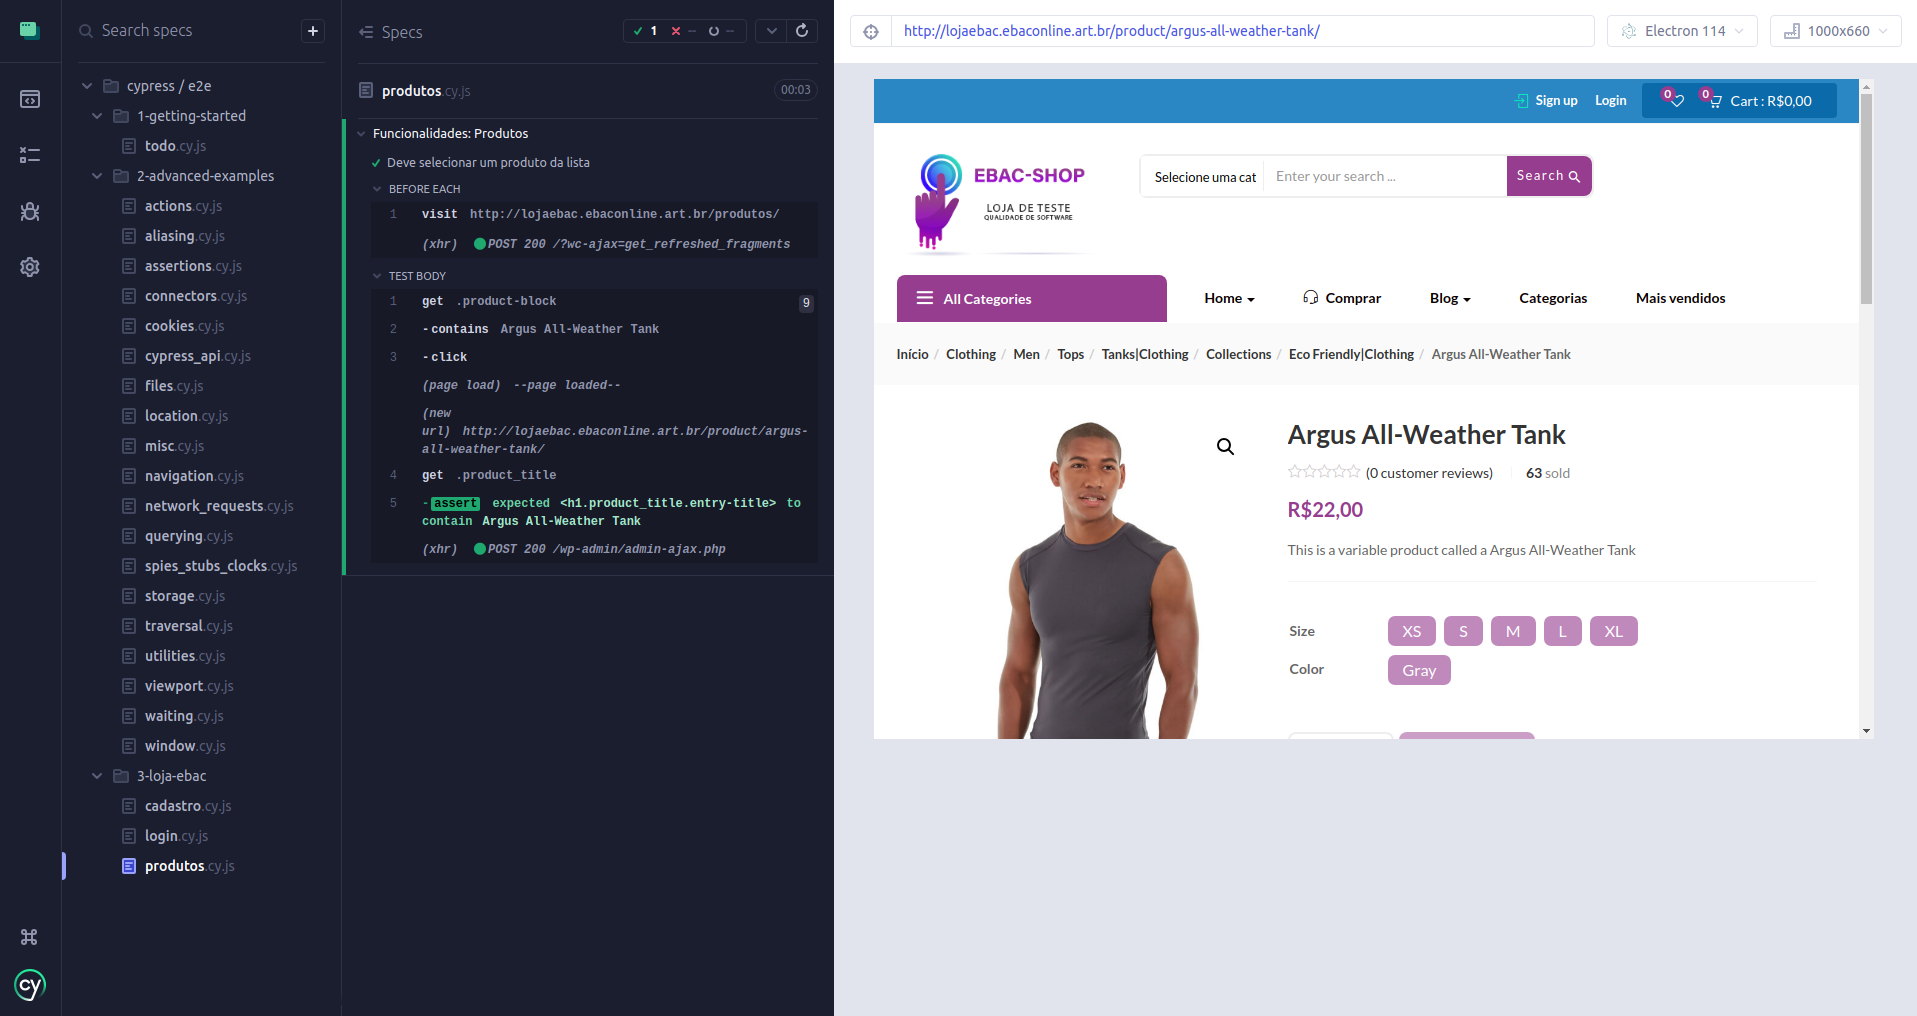 Search specs
+
cypress / e2e
1-getting-started
todo.cy.js
2-advanced-examples
actions.cy.js
aliasing.cy.js
assertions.cy.js
connectors.cy.js
cookies.cy.js
cypress_api.cy.js
files.cy.js
location.cy.js
misc.cy.js
navigation.cy.js
network_requests.cy.js
querying.cy.js
spies_stubs_clocks.cy.js
storage.cy.js
traversal.cy.js
utilities.cy.js
viewport.cy.js
waiting.cy.js
window.cy.js
3-loja-ebac
cadastro.cy.js
login.cy.js
produtos.cy.js
cy
Specs
1 -- --
produtos.cy.js 00:03
Funcionalidades: Produtos
Deve selecionar um produto da lista
BEFORE EACH
1 visit http://lojaebac.ebaconline.art.br/produtos/
(xhr) POST 200 /?wc-ajax=get_refreshed_fragments
TEST BODY
1 get .product-block 9
2 -contains Argus All-Weather Tank
3 -click
(page load) --page loaded--
(new
url) http://lojaebac.ebaconline.art.br/product/argus-
all-weather-tank/
4 get .product_title
5 -assert expected <h1.product_title.entry-title> to
contain Argus All-Weather Tank
(xhr) POST 200 /wp-admin/admin-ajax.php
http://lojaebac.ebaconline.art.br/product/argus-all-weather-tank/
Electron 114
1000x660
Sign up Login 0 0 Cart : R$0,00
EBAC-SHOP
LOJA DE TESTE
QUALIDADE DE SOFTWARE
Selecione uma cat Enter your search ... Search
All Categories Home Comprar Blog Categorias Mais vendidos
Início / Clothing / Men / Tops / Tanks|Clothing / Collections / Eco Friendly|Clothing / Argus All-Weather Tank
Argus All-Weather Tank
(0 customer reviews) 63 sold
R$22,00
This is a variable product called a Argus All-Weather Tank
Size XS S M L XL
Color Gray